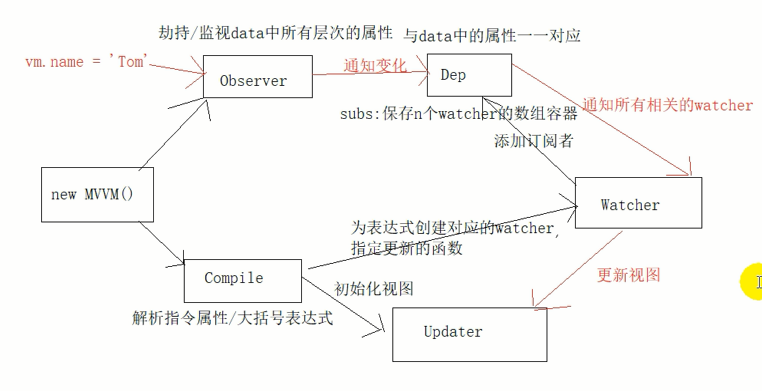 劫持/监视data中所有层次的属性
与data中的属性一一对应
vm.name = 'Tom'
Observer
通知变化
Dep
subs:保存n个watcher的数组容器
通知所有相关的watcher
添加订阅者
new MVVM()
Watcher
为表达式创建对应的watcher,
指定更新的函数
Compile
初始化视图
更新视图
解析指令属性/大括号表达式
Updater